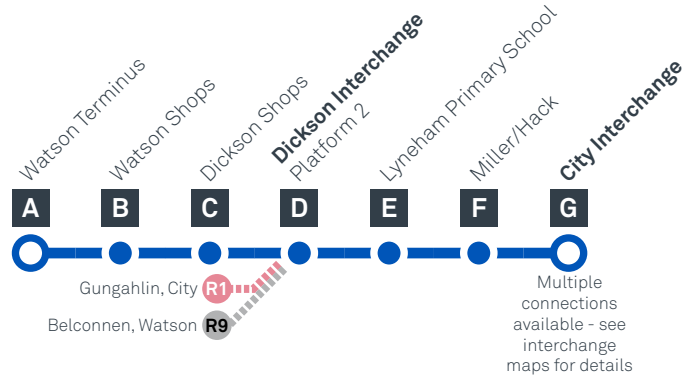 Watson Terminus
Watson Shops
Dickson Shops
Dickson Interchange
Platform 2
Lyneham Primary School
Miller/Hack
City Interchange
A
B
C
D
E
F
G
Gungahlin, City R1
Belconnen, Watson R9
Multiple
connections
available - see
interchange
maps for details